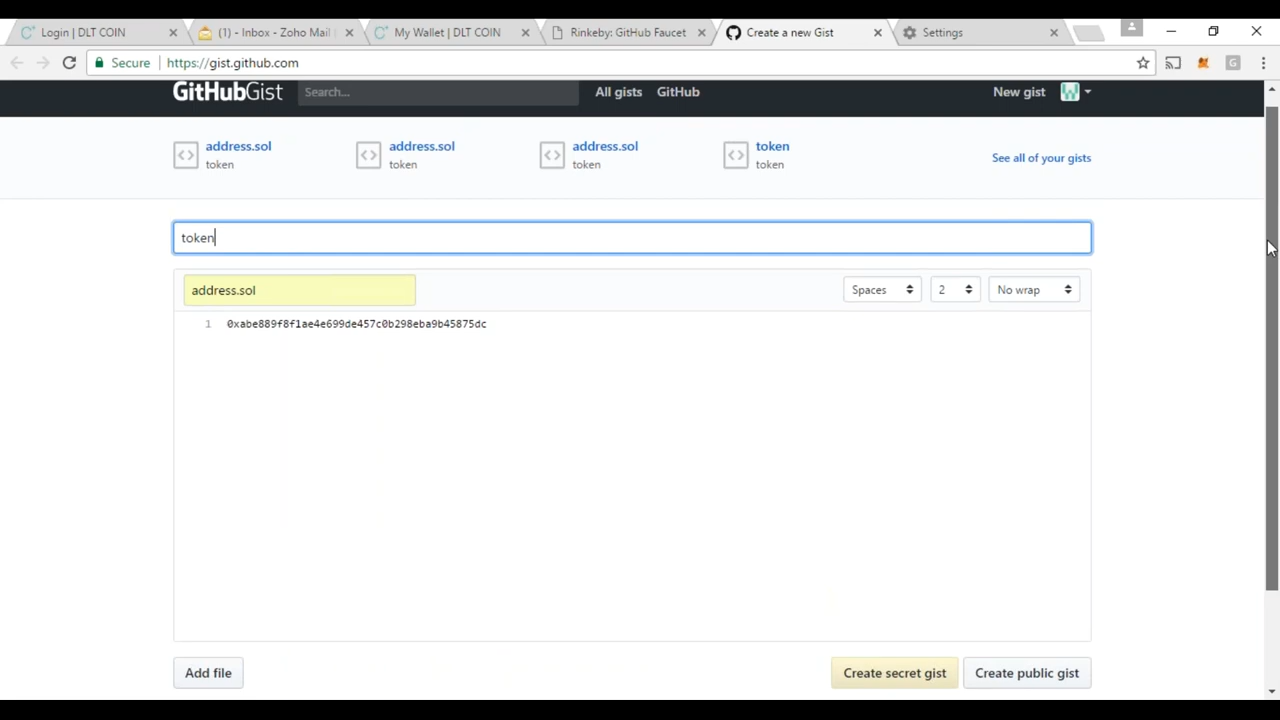 Login | DLT COIN
(1) - Inbox - Zoho Mail
My Wallet | DLT COIN
Rinkeby: GitHub Faucet
Create a new Gist
Settings
Secure
https://gist.github.com
G
GitHubGist
Search...
All gists
GitHub
New gist
address.sol
token
address.sol
token
address.sol
token
token
token
See all of your gists
token
address.sol
Spaces
2
No wrap
1 0xabe889f8f1ae4e699de457c0b298eba9b45875dc
Add file
Create secret gist
Create public gist